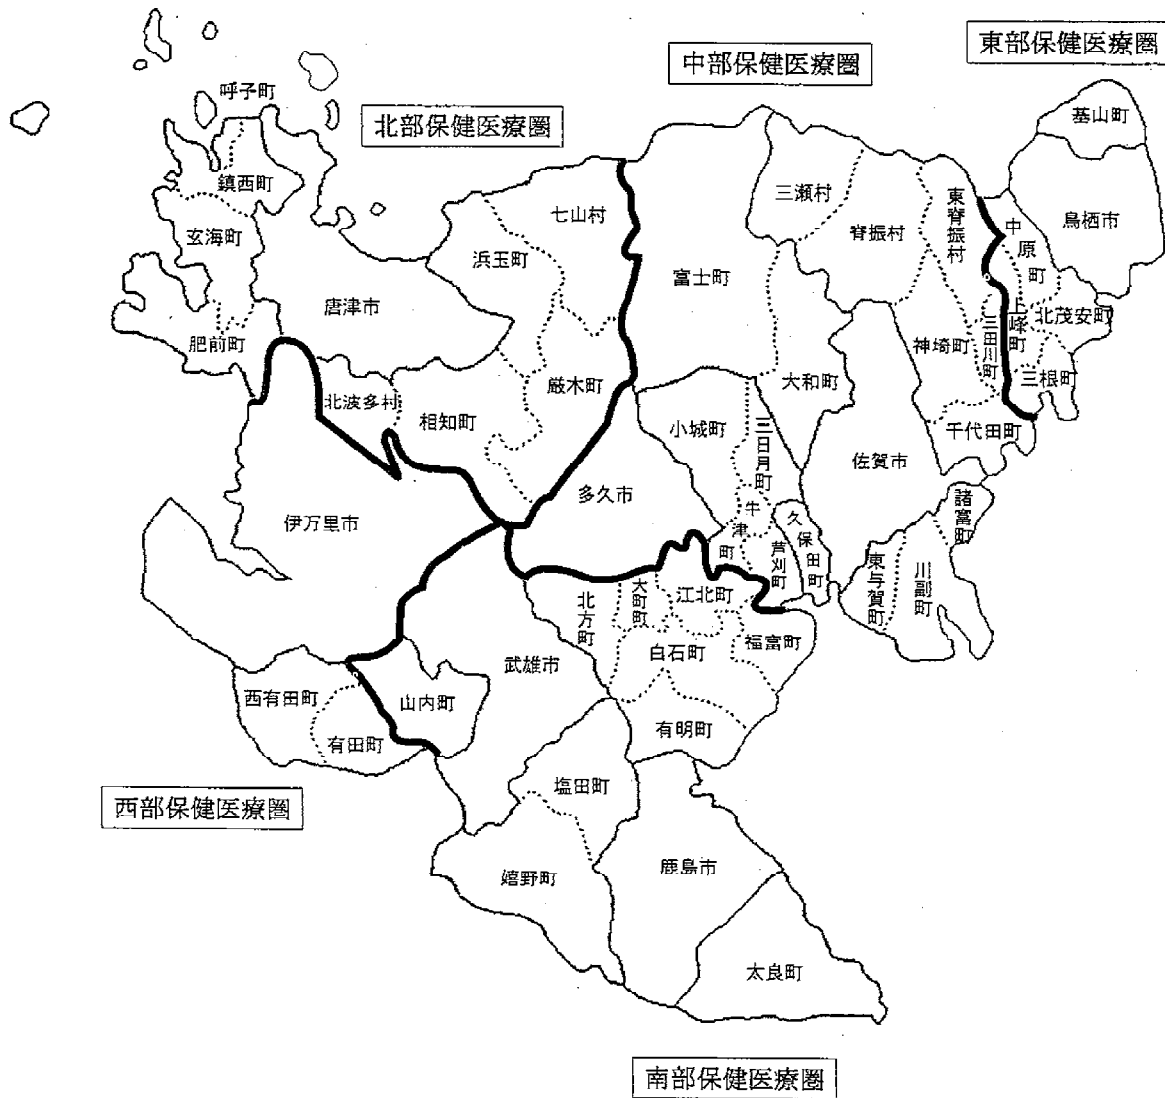 東部保健医療圏
中部保健医療圏
北部保健医療圏
呼子町
鎮西町
玄海町
肥前町
唐津市
浜玉町
七山村
北波多村
相知町
厳木町
富士町
三瀬村
脊振村
東脊振村
中原町
基山町
鳥栖市
上峰町
北茂安町
三根町
三田川町
神埼町
千代田町
大和町
佐賀市
小城町
三日月町
多久市
牛津町
芦刈町
久保田町
諸富町
東与賀町
川副町
伊万里市
北方町
大町町
江北町
福富町
白石町
有明町
武雄市
山内町
西有田町
有田町
西部保健医療圏
塩田町
嬉野町
鹿島市
太良町
南部保健医療圏